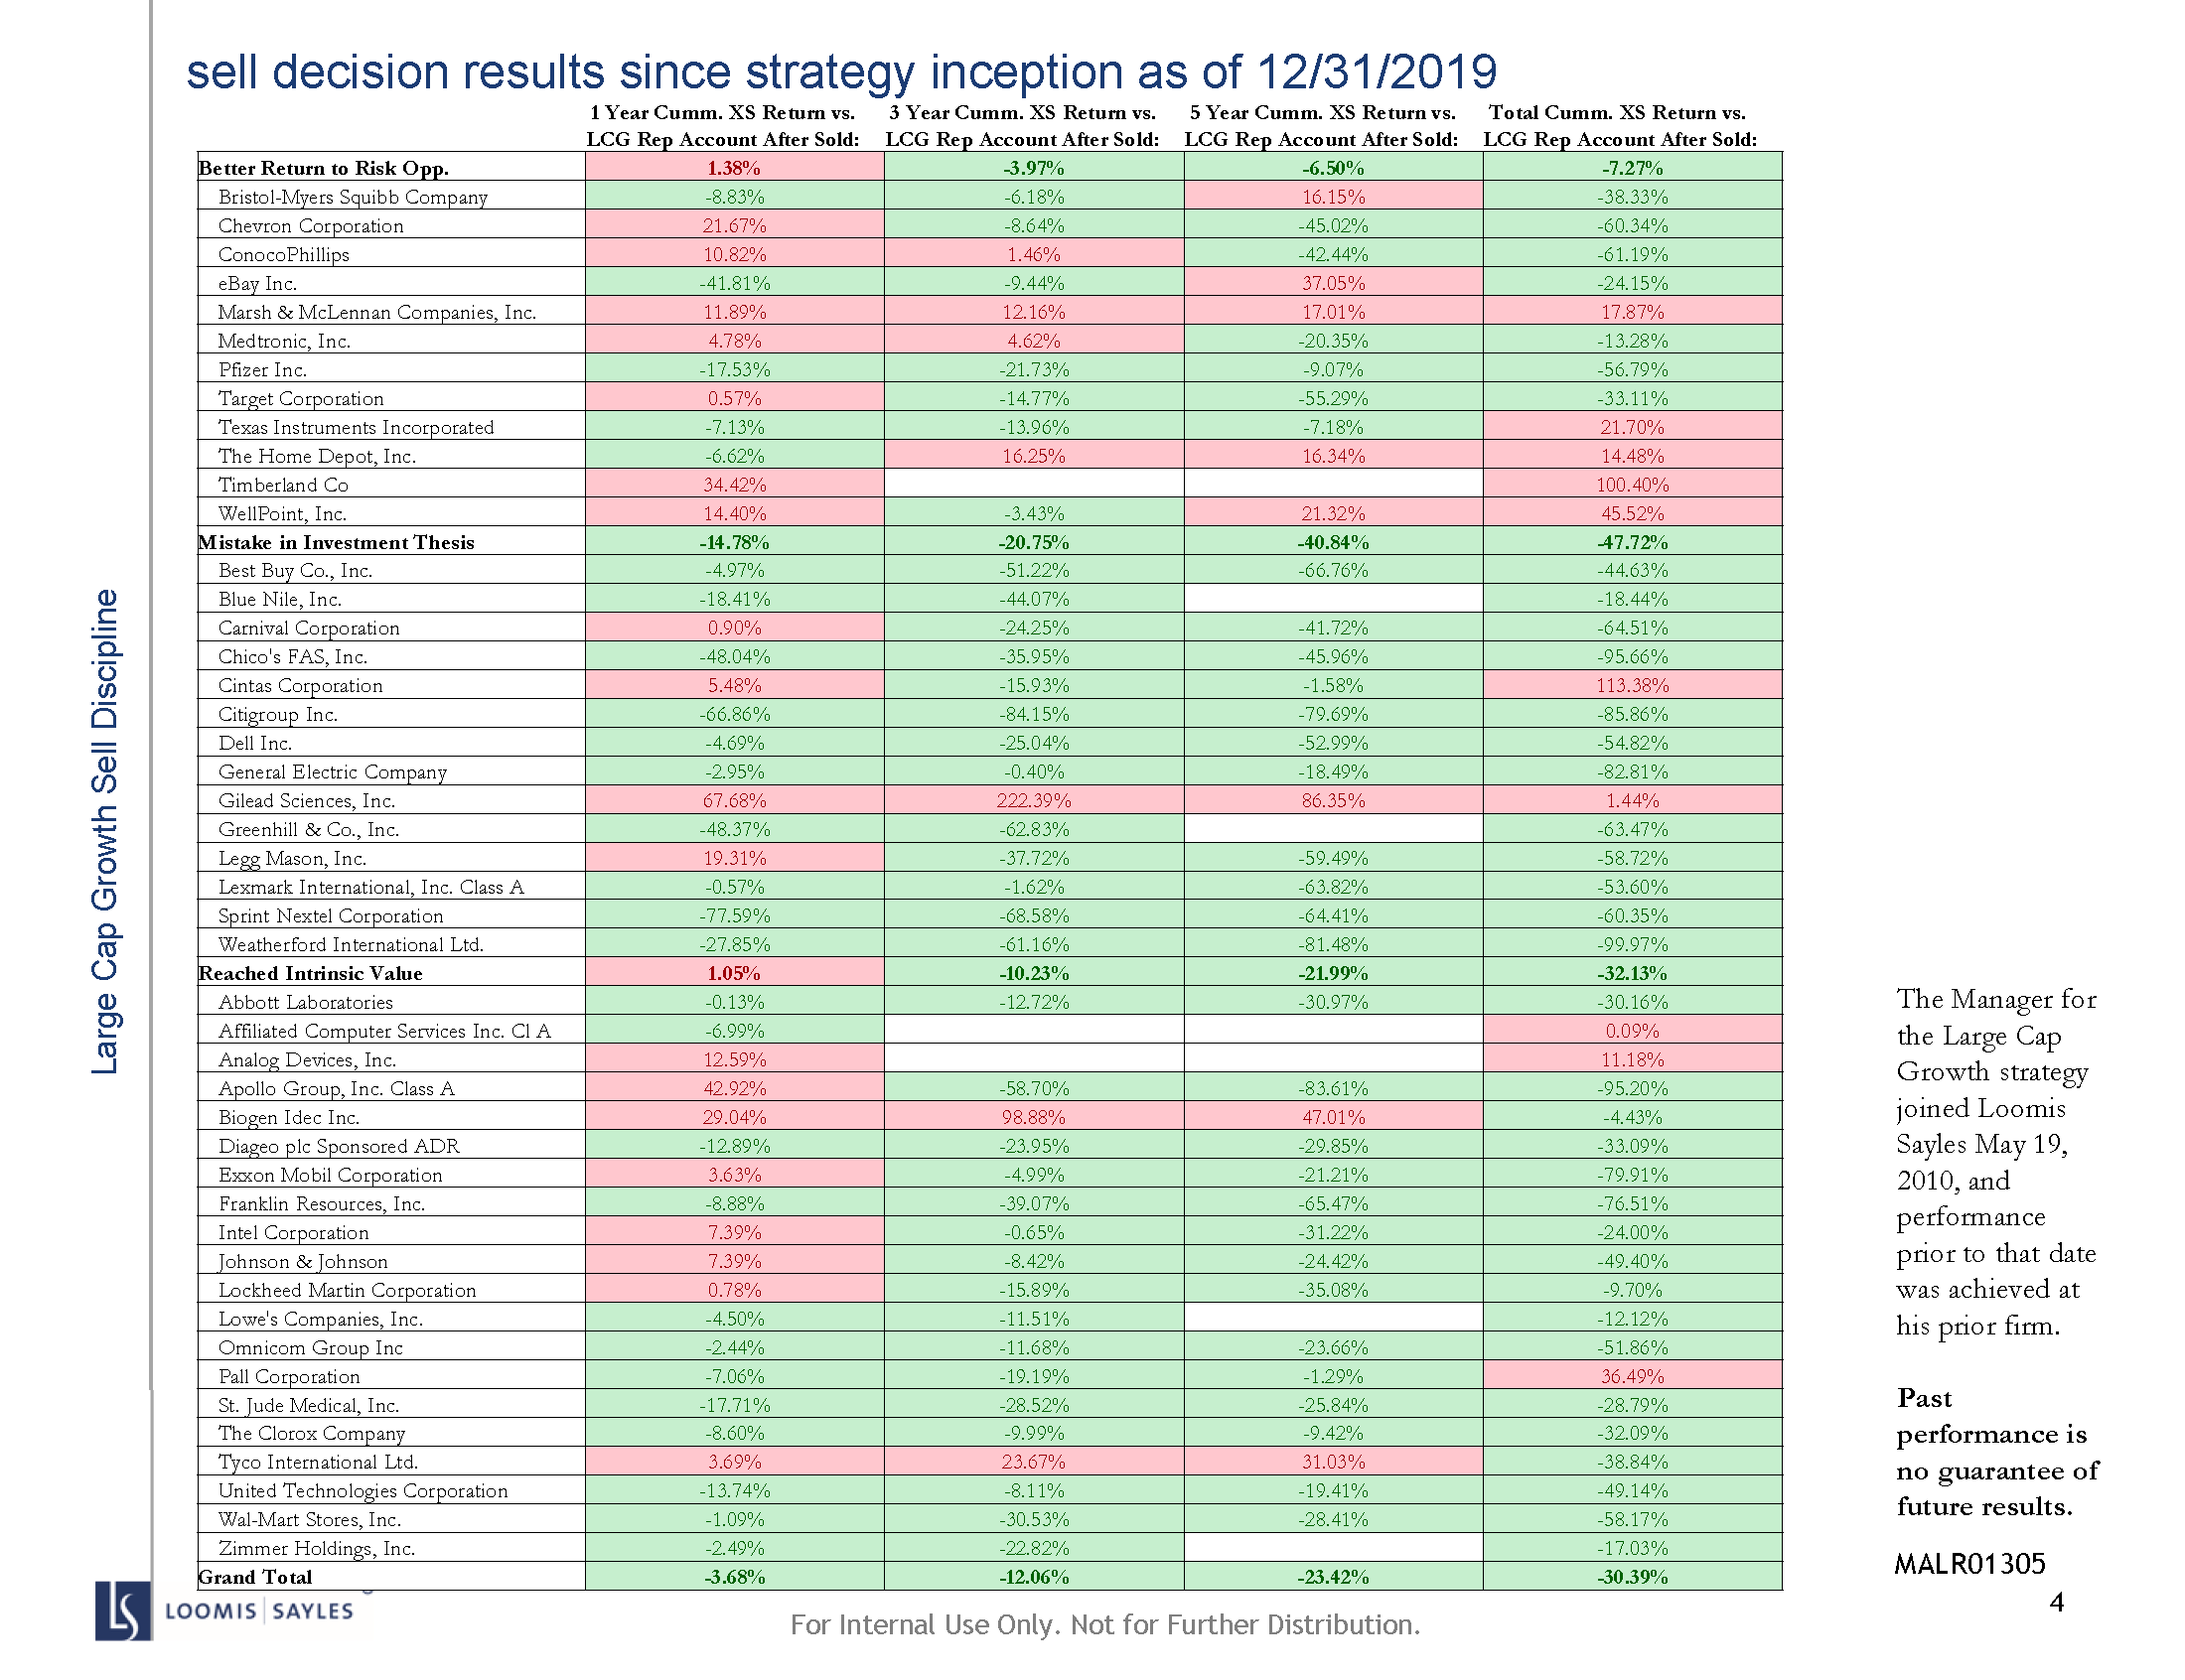 sell decision results since strategy inception as of 12/31/2019
1 Year Cumm. XS Return vs. 3 Year Cumm. XS Return vs. 5 Year Cumm. XS Return vs. Total Cumm. XS Return vs.
LCG Rep Account After Sold: LCG Rep Account After Sold: LCG Rep Account After Sold: LCG Rep Account After Sold:
Better Return to Risk Opp. 1.38% -3.97% -6.50% -7.27%
Bristol-Myers Squibb Company -8.83% -6.18% 16.15% -38.33%
Chevron Corporation 21.67% -8.64% -45.02% -60.34%
ConocoPhillips 10.82% 1.46% -42.44% -61.19%
eBay Inc. -41.81% -9.44% 37.05% -24.15%
Marsh & McLennan Companies, Inc. 11.89% 12.16% 17.01% 17.87%
Medtronic, Inc. 4.78% 4.62% -20.35% -13.28%
Pfizer Inc. -17.53% -21.73% -9.07% -56.79%
Target Corporation 0.57% -14.77% -55.29% -33.11%
Texas Instruments Incorporated -7.13% -13.96% -7.18% 21.70%
The Home Depot, Inc. -6.62% 16.25% 16.34% 14.48%
Timberland Co 34.42% 100.40%
WellPoint, Inc. 14.40% -3.43% 21.32% 45.52%
Mistake in Investment Thesis -14.78% -20.75% -40.84% -47.72%
Best Buy Co., Inc. -4.97% -51.22% -66.76% -44.63%
Blue Nile, Inc. -18.41% -44.07% -18.44%
Carnival Corporation 0.90% -24.25% -41.72% -64.51%
Chico's FAS, Inc. -48.04% -35.95% -45.96% -95.66%
Cintas Corporation 5.48% -15.93% -1.58% 113.38%
Citigroup Inc. -66.86% -84.15% -79.69% -85.86%
Dell Inc. -4.69% -25.04% -52.99% -54.82%
General Electric Company -2.95% -0.40% -18.49% -82.81%
Gilead Sciences, Inc. 67.68% 222.39% 86.35% 1.44%
Greenhill & Co., Inc. -48.37% -62.83% -63.47%
Legg Mason, Inc. 19.31% -37.72% -59.49% -58.72%
Lexmark International, Inc. Class A -0.57% -1.62% -63.82% -53.60%
Sprint Nextel Corporation -77.59% -68.58% -64.41% -60.35%
Weatherford International Ltd. -27.85% -61.16% -81.48% -99.97%
Reached Intrinsic Value 1.05% -10.23% -21.99% -32.13%
Abbott Laboratories -0.13% -12.72% -30.97% -30.16%
Affiliated Computer Services Inc. Cl A -6.99% 0.09%
Analog Devices, Inc. 12.59% 11.18%
Apollo Group, Inc. Class A 42.92% -58.70% -83.61% -95.20%
Biogen Idec Inc. 29.04% 98.88% 47.01% -4.43%
Diageo plc Sponsored ADR -12.89% -23.95% -29.85% -33.09%
Exxon Mobil Corporation 3.63% -4.99% -21.21% -79.91%
Franklin Resources, Inc. -8.88% -39.07% -65.47% -76.51%
Intel Corporation 7.39% -0.65% -31.22% -24.00%
Johnson & Johnson 7.39% -8.42% -24.42% -49.40%
Lockheed Martin Corporation 0.78% -15.89% -35.08% -9.70%
Lowe's Companies, Inc. -4.50% -11.51% -12.12%
Omnicom Group Inc -2.44% -11.68% -23.66% -51.86%
Pall Corporation -7.06% -19.19% -1.29% 36.49%
St. Jude Medical, Inc. -17.71% -28.52% -25.84% -28.79%
The Clorox Company -8.60% -9.99% -9.42% -32.09%
Tyco International Ltd. 3.69% 23.67% 31.03% -38.84%
United Technologies Corporation -13.74% -8.11% -19.41% -49.14%
Wal-Mart Stores, Inc. -1.09% -30.53% -28.41% -58.17%
Zimmer Holdings, Inc. -2.49% -22.82% -17.03%
Grand Total -3.68% -12.06% -23.42% -30.39%
Large Cap Growth Sell Discipline
The Manager for
the Large Cap
Growth strategy
joined Loomis
Sayles May 19,
2010, and
performance
prior to that date
was achieved at
his prior firm.
Past
performance is
no guarantee of
future results.
MALR01305
4
LS LOOMIS | SAYLES
For Internal Use Only. Not for Further Distribution.